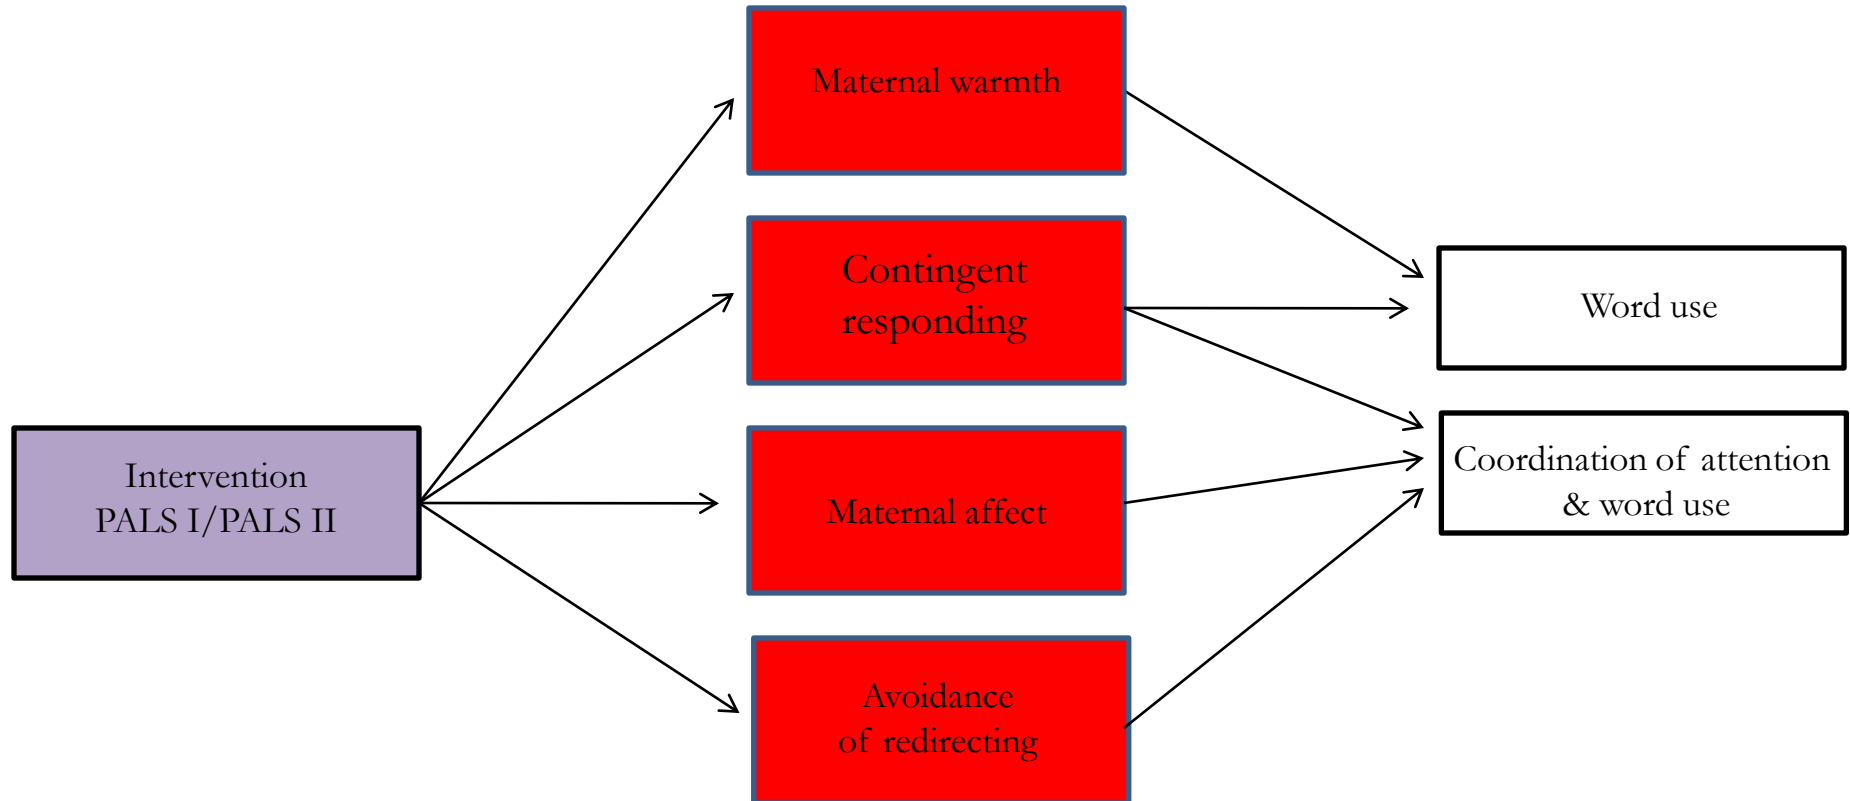 Maternal warmth
Contingent
responding
Word use
Intervention
PALS I/PALS II
Maternal affect
Coordination of attention
& word use
Avoidance
of redirecting